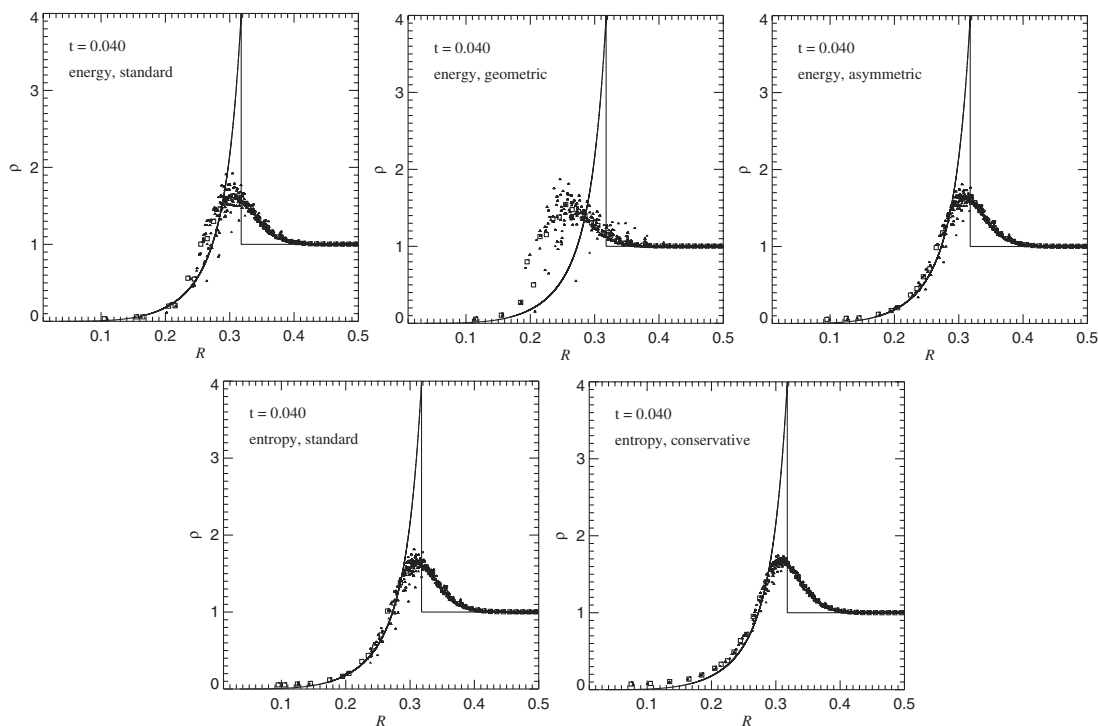 4
t = 0.040
energy, standard
3
ρ
2
1
0
0.1 0.2 0.3 0.4 0.5
R
4
t = 0.040
energy, geometric
3
ρ
2
1
0
0.1 0.2 0.3 0.4 0.5
R
4
t = 0.040
energy, asymmetric
3
ρ
2
1
0
0.1 0.2 0.3 0.4 0.5
R
4
t = 0.040
entropy, standard
3
ρ
2
1
0
0.1 0.2 0.3 0.4 0.5
R
4
t = 0.040
entropy, conservative
3
ρ
2
1
0
0.1 0.2 0.3 0.4 0.5
R